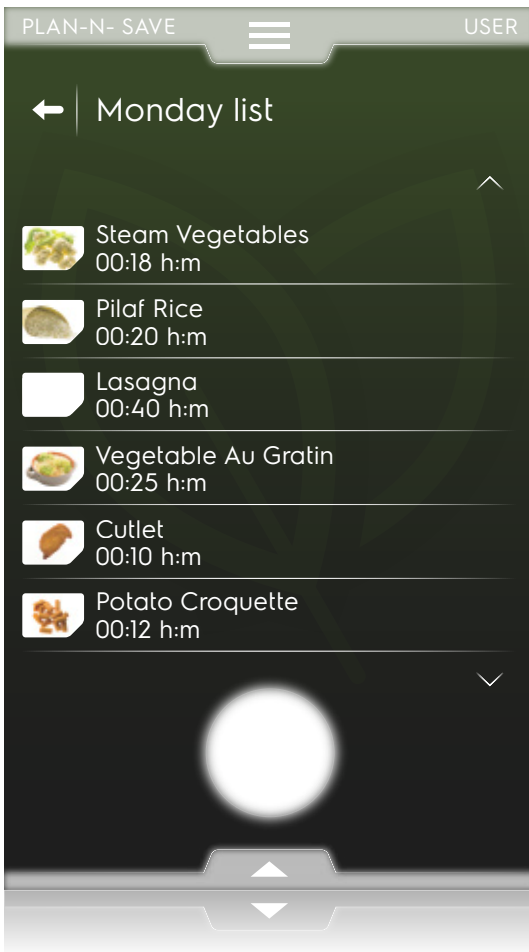 PLAN-N- SAVE
USER
Monday list
Steam Vegetables
00:18 h:m
Pilaf Rice
00:20 h:m
Lasagna
00:40 h:m
Vegetable Au Gratin
00:25 h:m
Cutlet
00:10 h:m
Potato Croquette
00:12 h:m